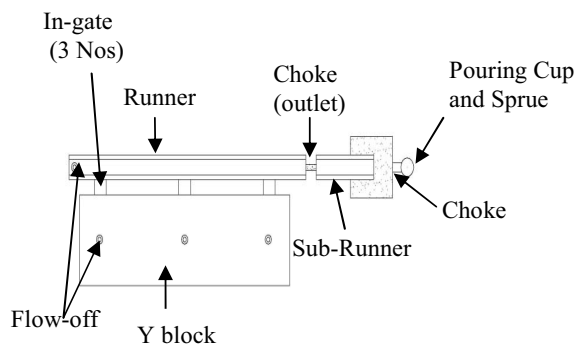 In-gate
(3 Nos)
Runner
Choke
(outlet)
Pouring Cup
and Sprue
Choke
Sub-Runner
Flow-off
Y block